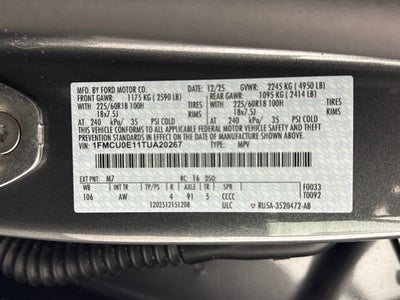 MFD. BY FORD MOTOR CO.
12/25 GVWR: 2245 KG ( 4950 LB)
FRONT GAWR: 1175 KG ( 2590 LB) REAR GAWR: 1095 KG ( 2414 LB)
WITH 225/60R18 100H TIRES WITH 225/60R18 100H TIRES
18x7.5J RIMS 18x7.5J RIMS
AT 240 kPa/ 35 PSI COLD AT 240 kPa/ 35 PSI COLD
THIS VEHICLE CONFORMS TO ALL APPLICABLE FEDERAL MOTOR VEHICLE SAFETY AND THEFT PREVENTION STANDARDS IN EFFECT ON THE DATE OF MANUFACTURE SHOWN ABOVE.
VIN: 1FMCU0E11TUA20267 TYPE: MPV
EXT PNT: M7 RC: 16 DSO:
WB INT TR TP/PS R AXLE TR SPR F0033
106 AW 4 91 5 CCCC T0092
1202512151208 ULC RU5A-3520472-AB